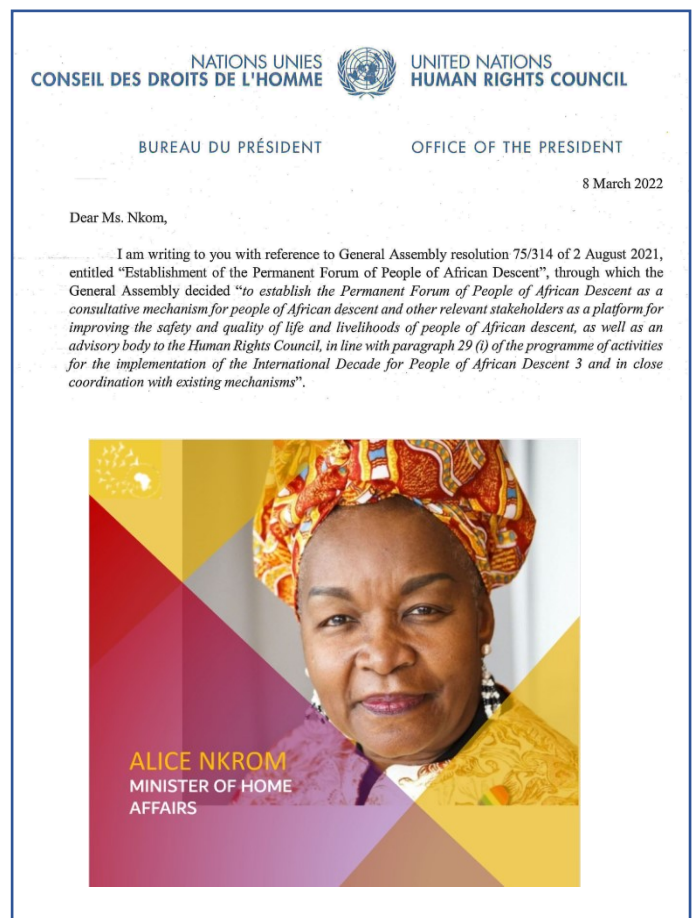 NATIONS UNIES
CONSEIL DES DROITS DE L'HOMME
UNITED NATIONS
HUMAN RIGHTS COUNCIL
BUREAU DU PRÉSIDENT
OFFICE OF THE PRESIDENT
8 March 2022
Dear Ms. Nkom,
I am writing to you with reference to General Assembly resolution 75/314 of 2 August 2021,
entitled “Establishment of the Permanent Forum of People of African Descent”, through which the
General Assembly decided “to establish the Permanent Forum of People of African Descent as a
consultative mechanism for people of African descent and other relevant stakeholders as a platform for
improving the safety and quality of life and livelihoods of people of African descent, as well as an
advisory body to the Human Rights Council, in line with paragraph 29 (i) of the programme of activities
for the implementation of the International Decade for People of African Descent 3 and in close
coordination with existing mechanisms”.
ALICE NKROM
MINISTER OF HOME
AFFAIRS